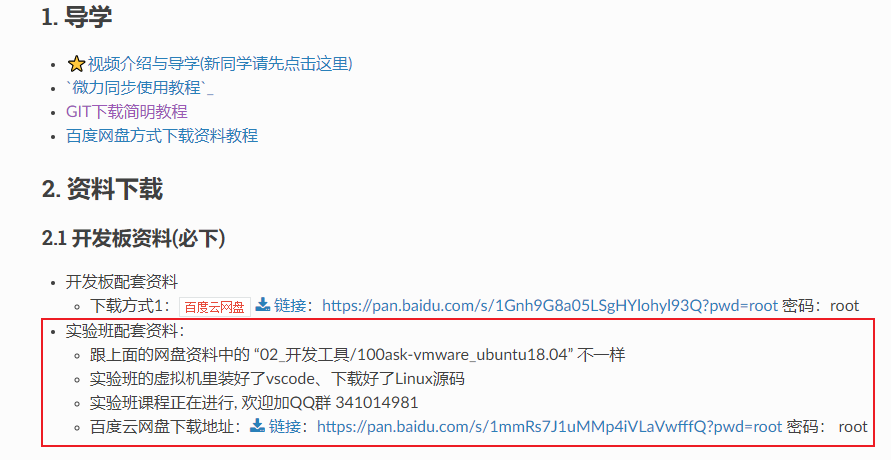 1. 导学
视频介绍与导学(新同学请先点击这里)
`微力同步使用教程`_
GIT下载简明教程
百度网盘方式下载资料教程
2. 资料下载
2.1 开发板资料(必下)
开发板配套资料
下载方式1： 百度云网盘 链接：https://pan.baidu.com/s/1Gnh9G8a05LSgHYlohyl93Q?pwd=root 密码：root
实验班配套资料：
跟上面的网盘资料中的 “02_开发工具/100ask-vmware_ubuntu18.04” 不一样
实验班的虚拟机里装好了vscode、下载好了Linux源码
实验班课程正在进行, 欢迎加QQ群 341014981
百度云网盘下载地址：链接：https://pan.baidu.com/s/1mmRs7J1uMMp4iVLaVwfffQ?pwd=root 密码： root